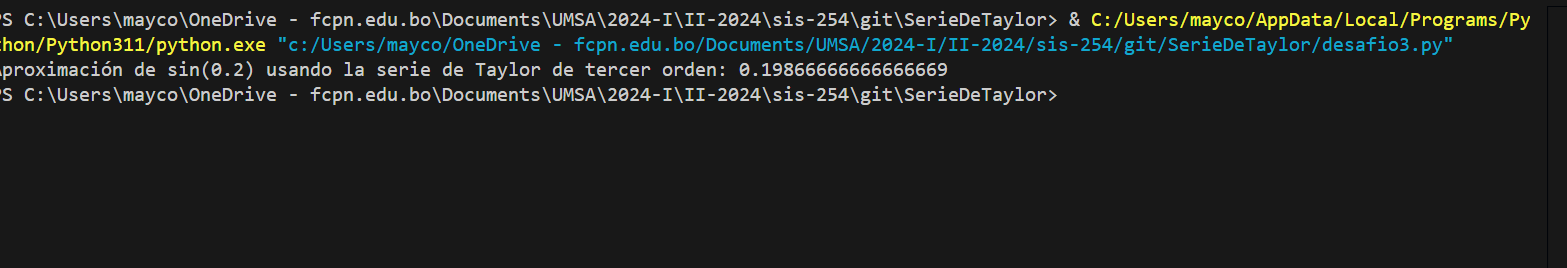 PS C:\Users\mayco\OneDrive - fcpn.edu.bo\Documents\UMSA\2024-I\II-2024\sis-254\git\SerieDeTaylor> & C:/Users/mayco/AppData/Local/Programs/Py
thon/Python311/python.exe "c:/Users/mayco/OneDrive - fcpn.edu.bo/Documents/UMSA/2024-I/II-2024/sis-254/git/SerieDeTaylor/desafio3.py"
Aproximación de sin(0.2) usando la serie de Taylor de tercer orden: 0.19866666666666669
PS C:\Users\mayco\OneDrive - fcpn.edu.bo\Documents\UMSA\2024-I\II-2024\sis-254\git\SerieDeTaylor>